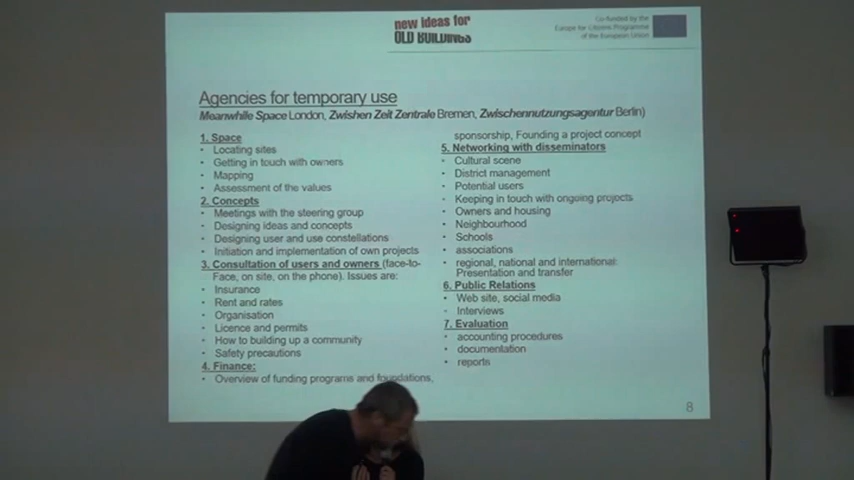 new ideas for
OLD BUILDINGS
Co-funded by the
Europe for Citizens Programme
of the European Union
Agencies for temporary use
Meanwhile Space London, Zwishen Zeit Zentrale Bremen, Zwischennutzungsagentur Berlin)
1. Space
• Locating sites
• Getting in touch with owners
• Mapping
• Assessment of the values
2. Concepts
• Meetings with the steering group
• Designing ideas and concepts
• Designing user and use constellations
• Initiation and implementation of own projects
3. Consultation of users and owners (face-to-
Face, on site, on the phone). Issues are:
• Insurance
• Rent and rates
• Organisation
• Licence and permits
• How to building up a community
• Safety precautions
4. Finance:
• Overview of funding programs and foundations,
sponsorship, Founding a project concept
5. Networking with disseminators
• Cultural scene
• District management
• Potential users
• Keeping in touch with ongoing projects
• Owners and housing
• Neighbourhood
• Schools
• associations
• regional, national and international:
Presentation and transfer
6. Public Relations
• Web site, social media
• Interviews
7. Evaluation
• accounting procedures
• documentation
• reports
8